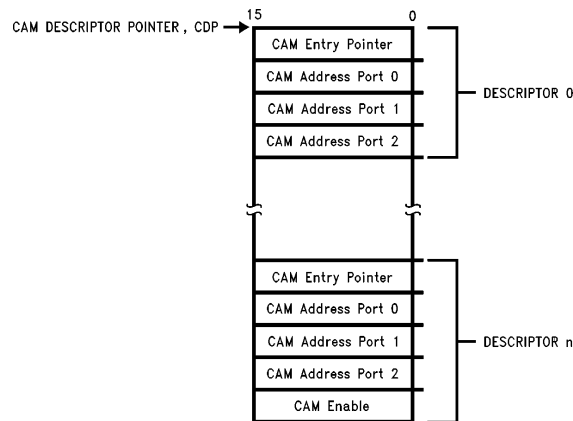 15 0
CAM DESCRIPTOR POINTER, CDP
CAM Entry Pointer
CAM Address Port 0
CAM Address Port 1
CAM Address Port 2
DESCRIPTOR 0
CAM Entry Pointer
CAM Address Port 0
CAM Address Port 1
CAM Address Port 2
CAM Enable
DESCRIPTOR n